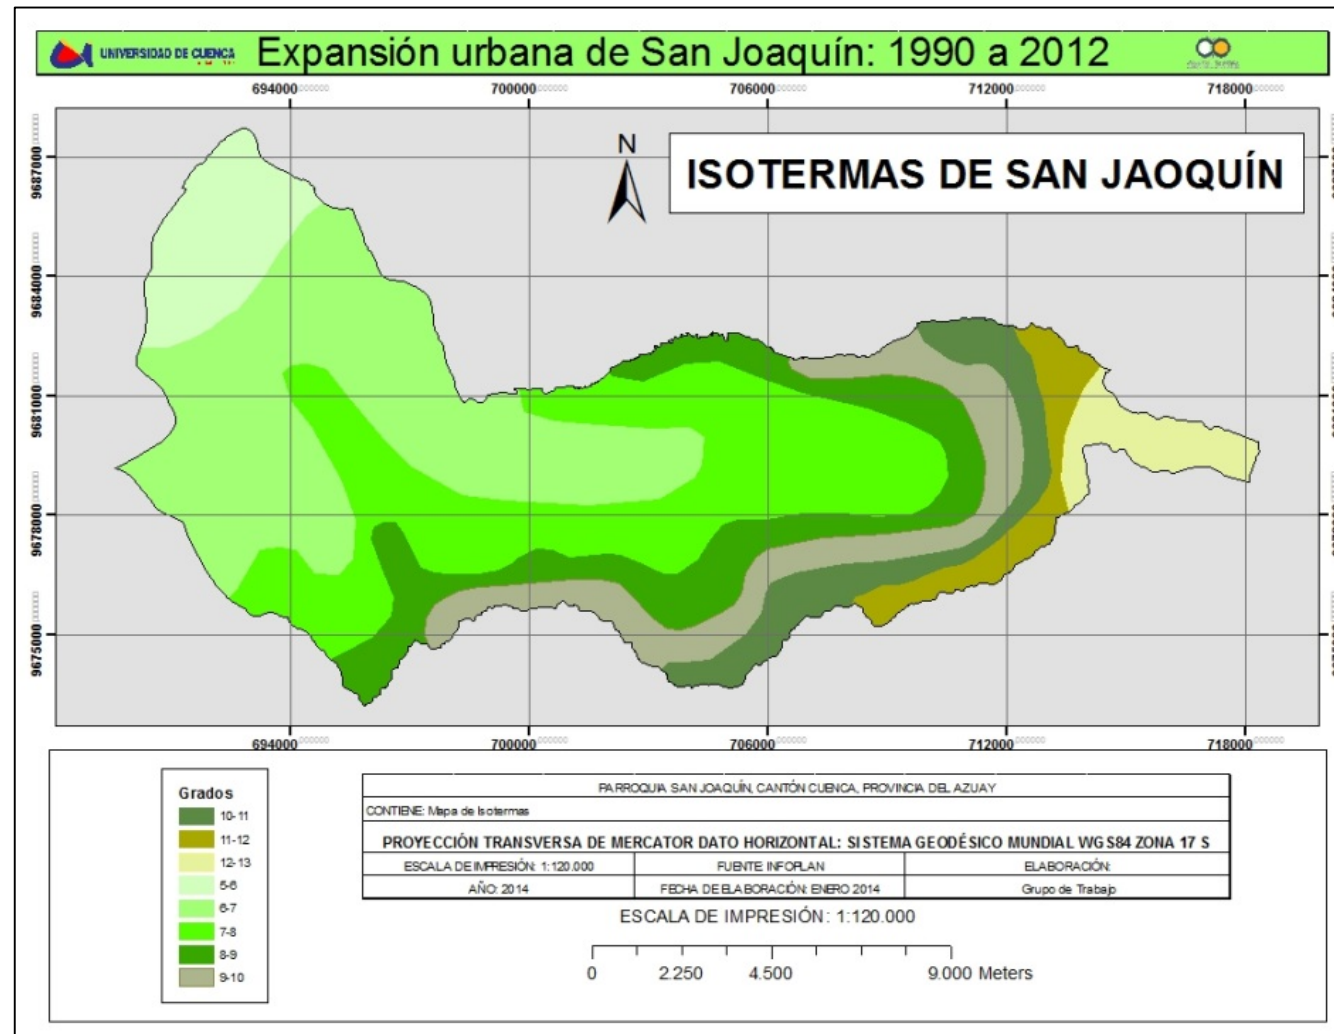 UNIVERSIDAD DE CUENCA
Expansión urbana de San Joaquín: 1990 a 2012
694000 700000 706000 712000 718000
N
ISOTERMAS DE SAN JAOQUÍN
9687000
9684000
9681000
9678000
9675000
694000 700000 706000 712000 718000
Grados
10-11
11-12
12-13
5-6
6-7
7-8
8-9
9-10
PARROQUIA SAN JOAQUÍN, CANTÓN CUENCA, PROVINCIA DEL AZUAY
CONTIENE: Mapa de Isotermas
PROYECCIÓN TRANSVERSA DE MERCATOR DATO HORIZONTAL: SISTEMA GEODÉSICO MUNDIAL WGS84 ZONA 17 S
ESCALA DE IMPRESIÓN: 1:120.000 FUENTE: INFOPLAN ELABORACIÓN:
AÑO: 2014 FECHA DE ELABORACIÓN: ENERO 2014 Grupo de Trabajo
ESCALA DE IMPRESIÓN: 1:120.000
0 2.250 4.500 9.000 Meters